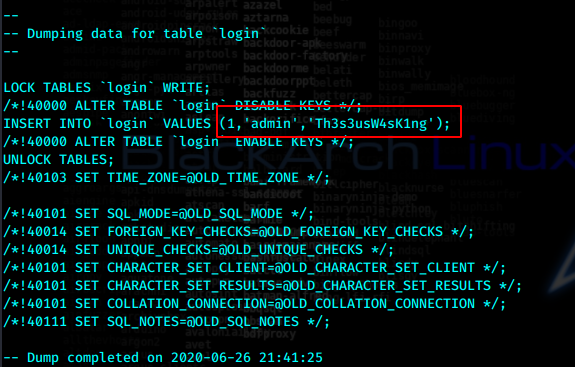 --
-- Dumping data for table `login`
--
LOCK TABLES `login` WRITE;
/*!40000 ALTER TABLE `login` DISABLE KEYS */;
INSERT INTO `login` VALUES (1,'admin','Th3s3usW4sK1ng');
/*!40000 ALTER TABLE `login` ENABLE KEYS */;
UNLOCK TABLES;
/*!40103 SET TIME_ZONE=@OLD_TIME_ZONE */;
/*!40101 SET SQL_MODE=@OLD_SQL_MODE */;
/*!40014 SET FOREIGN_KEY_CHECKS=@OLD_FOREIGN_KEY_CHECKS */;
/*!40014 SET UNIQUE_CHECKS=@OLD_UNIQUE_CHECKS */;
/*!40101 SET CHARACTER_SET_CLIENT=@OLD_CHARACTER_SET_CLIENT */;
/*!40101 SET CHARACTER_SET_RESULTS=@OLD_CHARACTER_SET_RESULTS */;
/*!40101 SET COLLATION_CONNECTION=@OLD_COLLATION_CONNECTION */;
/*!40111 SET SQL_NOTES=@OLD_SQL_NOTES */;
-- Dump completed on 2020-06-26 21:41:25
BlackArch Linux